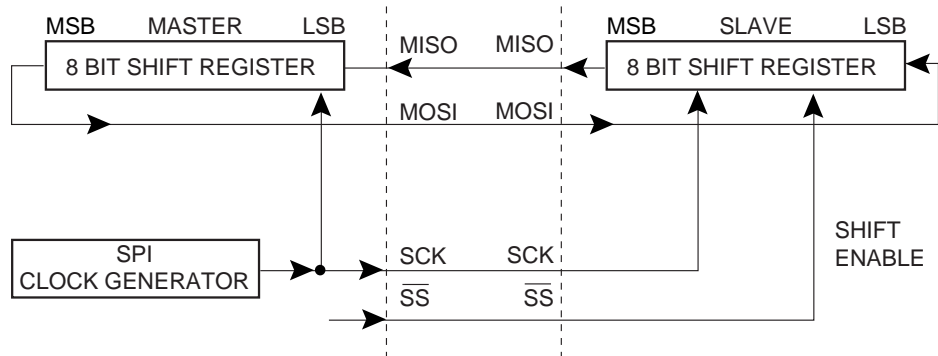 MSB MASTER LSB MISO MISO MSB SLAVE LSB
8 BIT SHIFT REGISTER 8 BIT SHIFT REGISTER
MOSI MOSI
SHIFT
ENABLE
SPI
CLOCK GENERATOR
SCK SCK
SS SS